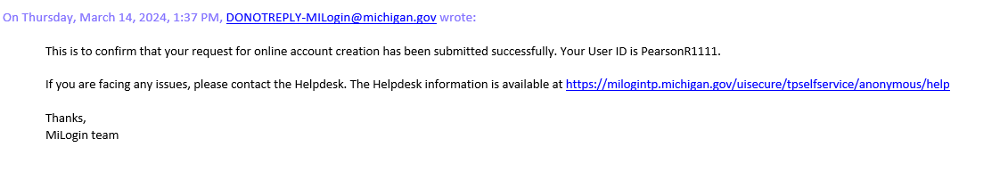 On Thursday, March 14, 2024, 1:37 PM, DONOTREPLY-MILogin@michigan.gov wrote:
This is to confirm that your request for online account creation has been submitted successfully. Your User ID is PearsonR1111.
If you are facing any issues, please contact the Helpdesk. The Helpdesk information is available at https://milogintp.michigan.gov/uisecure/tpselfservice/anonymous/help
Thanks,
MiLogin team